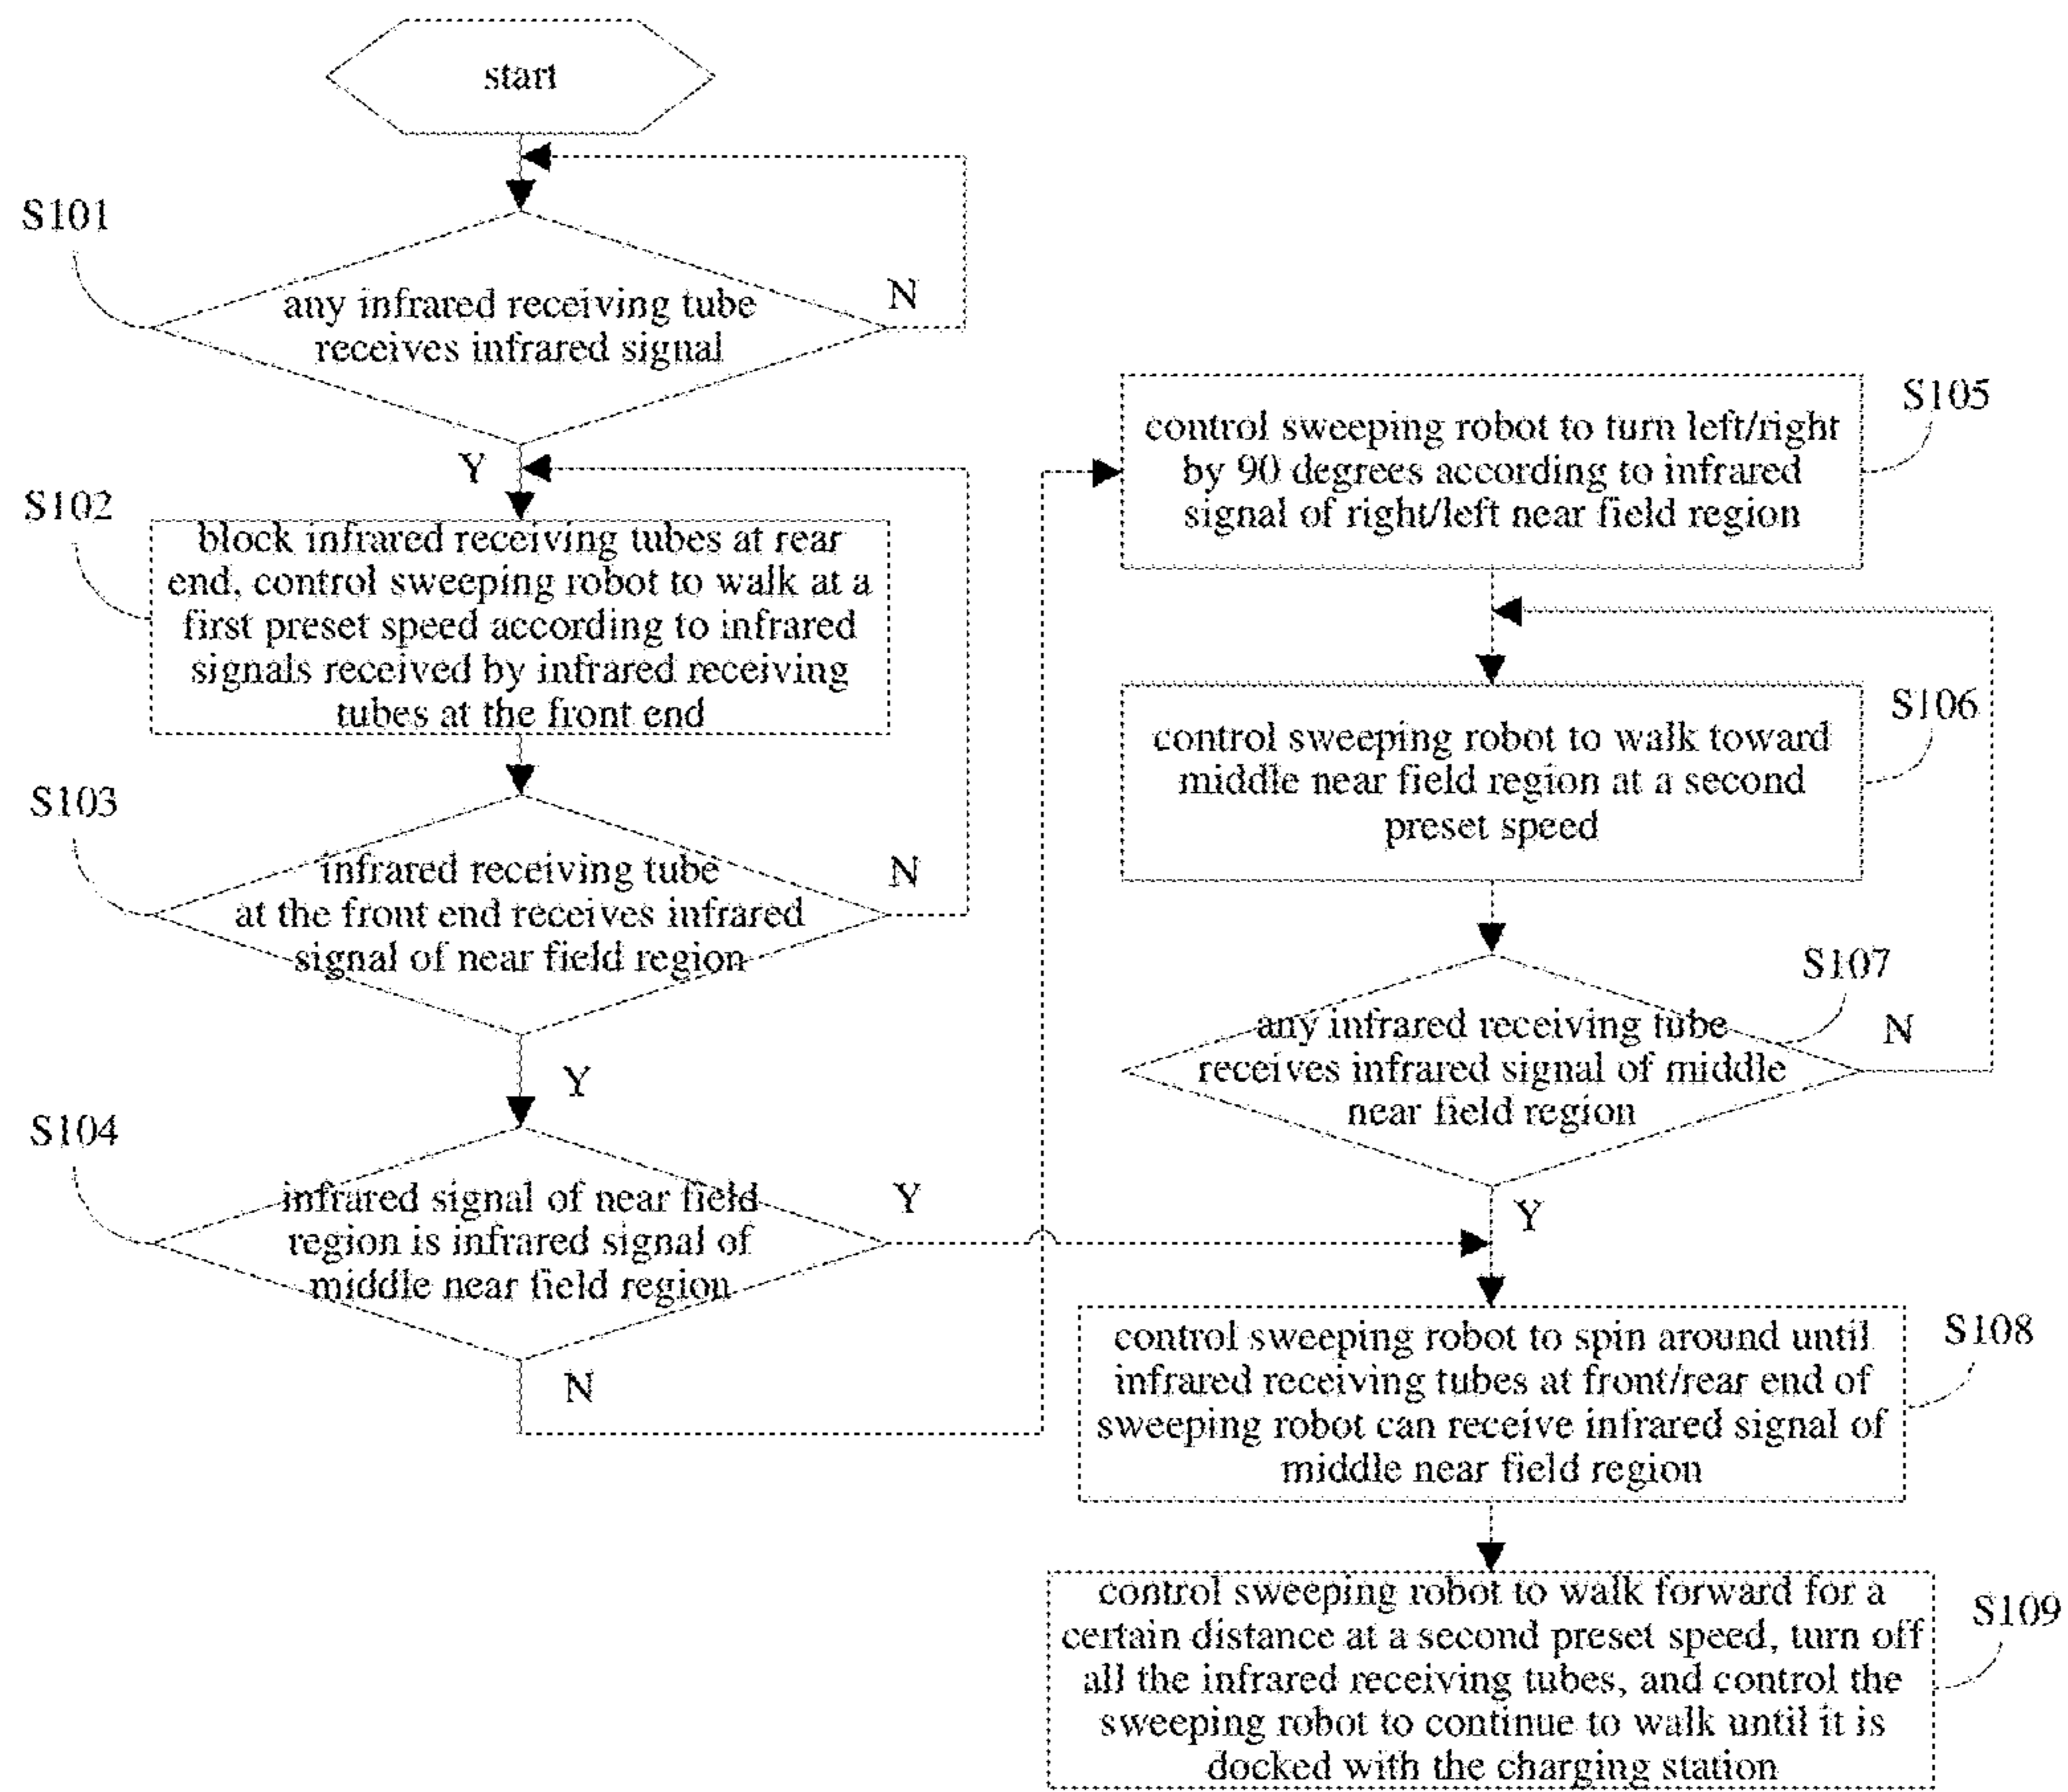 start
S101
any infrared receiving tube
receives infrared signal
N
Y
S102
block infrared receiving tubes at rear
end, control sweeping robot to walk at a
first preset speed according to infrared
signals received by infrared receiving
tubes at the front end
S103
infrared receiving tube
at the front end receives infrared
signal of near field region
N
Y
S104
infrared signal of near field
region is infrared signal of
middle near field region
Y
N
S105
control sweeping robot to turn left/right
by 90 degrees according to infrared
signal of right/left near field region
S106
control sweeping robot to walk toward
middle near field region at a second
preset speed
S107
any infrared receiving tube
receives infrared signal of middle
near field region
N
Y
S108
control sweeping robot to spin around until
infrared receiving tubes at front/rear end of
sweeping robot can receive infrared signal of
middle near field region
S109
control sweeping robot to walk forward for a
certain distance at a second preset speed, turn off
all the infrared receiving tubes, and control the
sweeping robot to continue to walk until it is
docked with the charging station